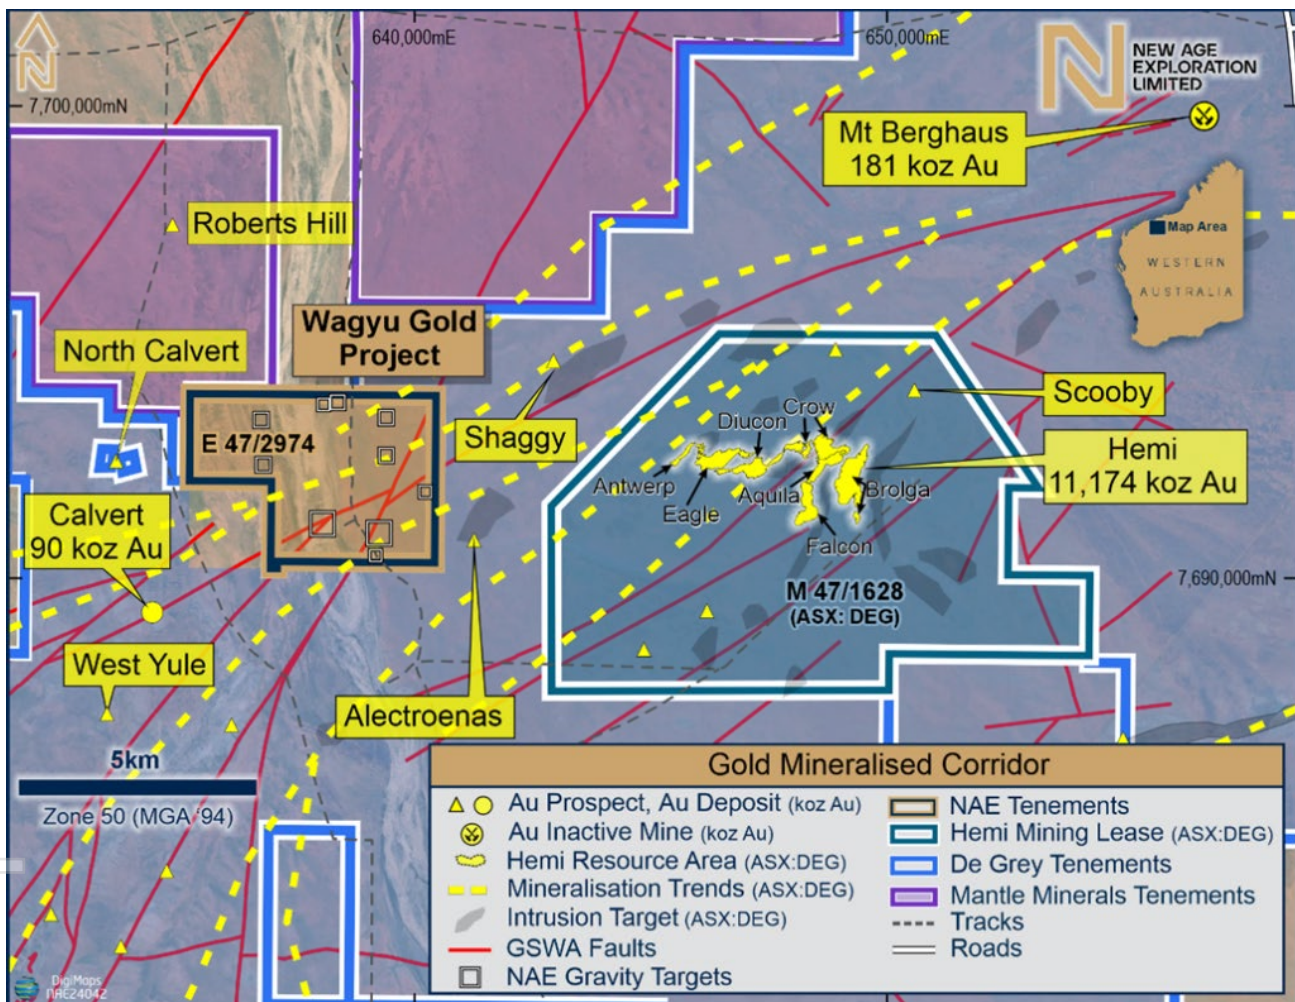 640,000mE
650,000mE
N
7,700,000mN
N
NEW AGE
EXPLORATION
LIMITED
Mt Berghaus
181 koz Au
Map Area
WESTERN
AUSTRALIA
Roberts Hill
Wagyu Gold
Project
North Calvert
E 47/2974
Shaggy
Scooby
Crow
Diucon
Hemi
11,174 koz Au
Antwerp
Aquila
Brolga
Eagle
Falcon
Calvert
90 koz Au
7,690,000mN
M 47/1628
(ASX: DEG)
West Yule
Alectroenas
5km
Zone 50 (MGA '94)
Gold Mineralised Corridor
Au Prospect, Au Deposit (koz Au)
Au Inactive Mine (koz Au)
Hemi Resource Area (ASX:DEG)
Mineralisation Trends (ASX:DEG)
Intrusion Target (ASX:DEG)
GSWA Faults
NAE Gravity Targets
NAE Tenements
Hemi Mining Lease (ASX:DEG)
De Grey Tenements
Mantle Minerals Tenements
Tracks
Roads
DigiMaps
NAE24042